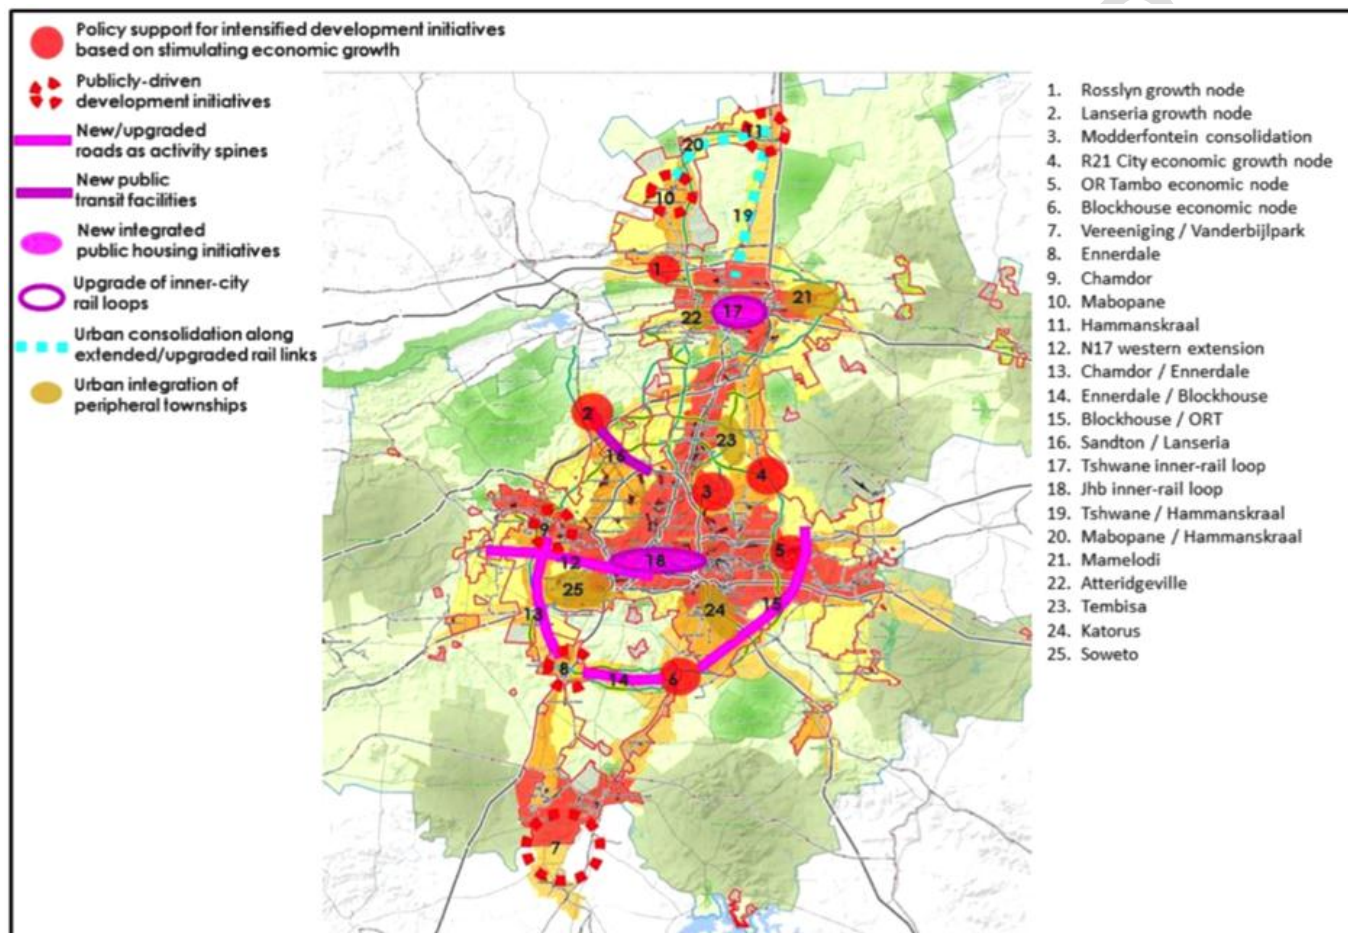 Policy support for intensified development initiatives
based on stimulating economic growth
Publicly-driven
development initiatives
New/upgraded
roads as activity spines
New public
transit facilities
New integrated
public housing initiatives
Upgrade of inner-city
rail loops
Urban consolidation along
extended/upgraded rail links
Urban integration of
peripheral townships
11
20
10
19
1
21
17
22
2
23
16
4
3
9
5
18
12
25
24
15
13
8
14
6
7
1. Rosslyn growth node
2. Lanseria growth node
3. Modderfontein consolidation
4. R21 City economic growth node
5. OR Tambo economic node
6. Blockhouse economic node
7. Vereeniging / Vanderbijlpark
8. Ennerdale
9. Chamdor
10. Mabopane
11. Hammanskraal
12. N17 western extension
13. Chamdor / Ennerdale
14. Ennerdale / Blockhouse
15. Blockhouse / ORT
16. Sandton / Lanseria
17. Tshwane inner-rail loop
18. Jhb inner-rail loop
19. Tshwane / Hammanskraal
20. Mabopane / Hammanskraal
21. Mamelodi
22. Atteridgeville
23. Tembisa
24. Katorus
25. Soweto